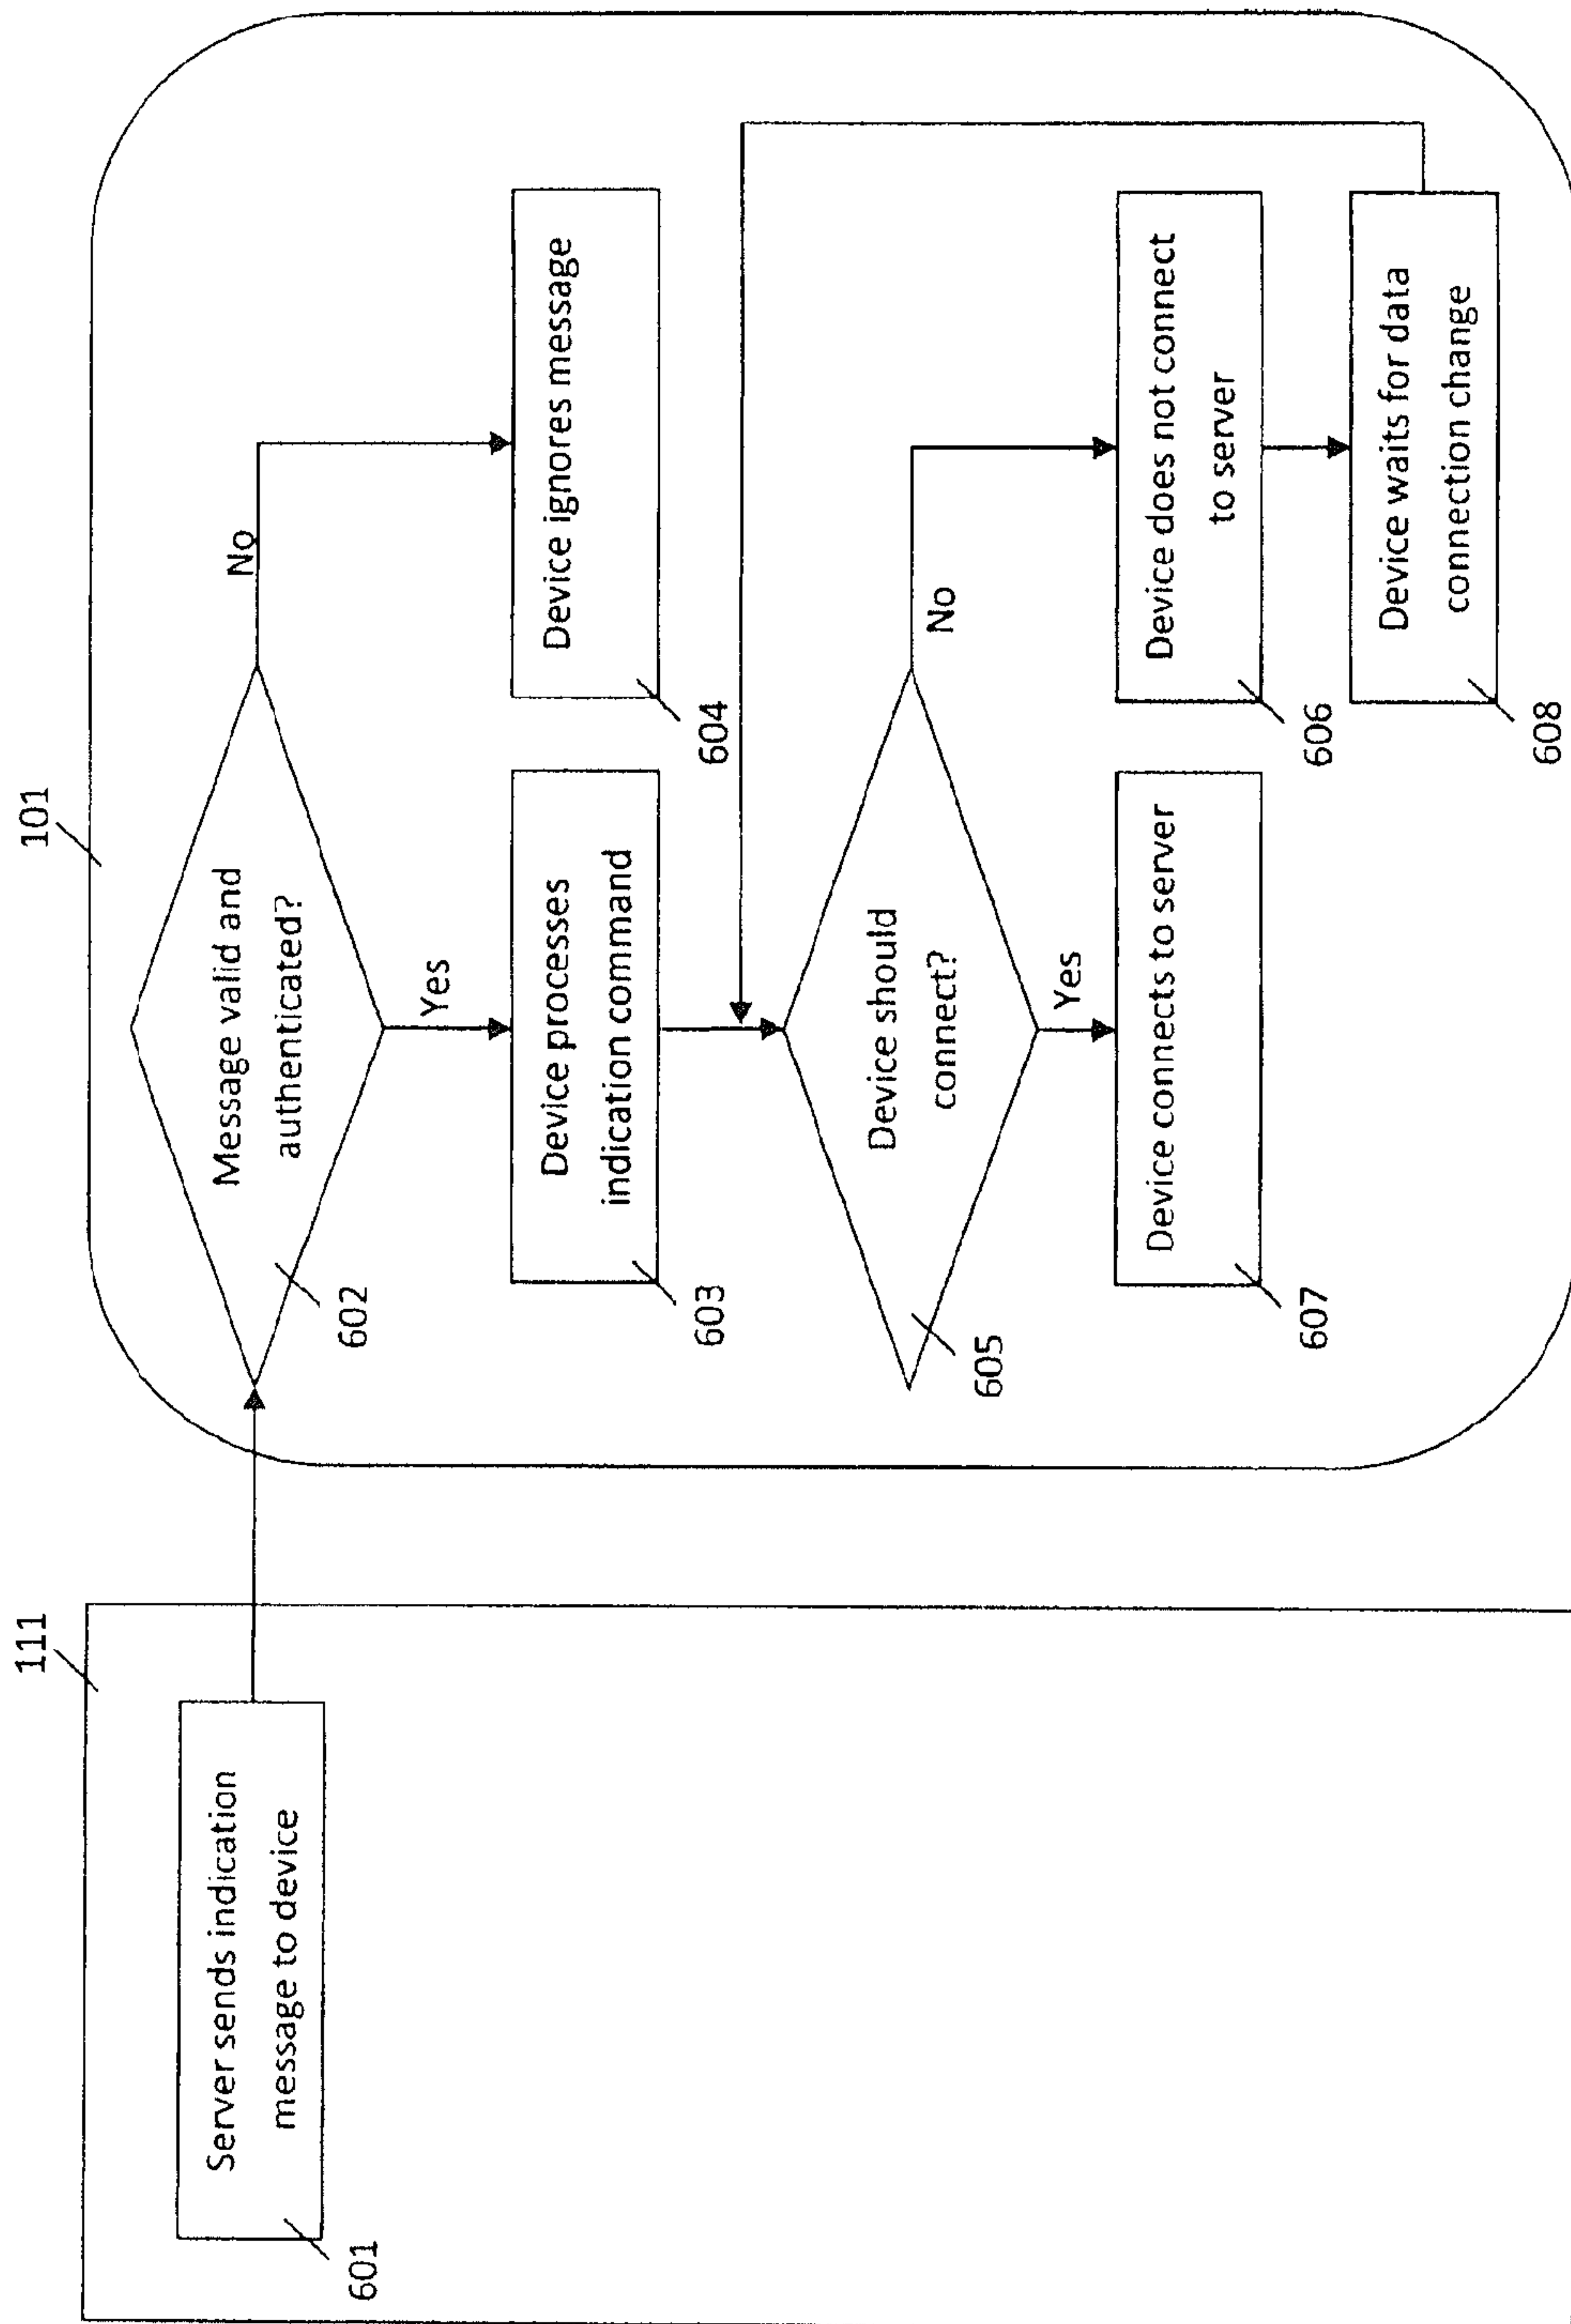 111
Server sends indication
message to device
601
101
Message valid and
authenticated?
602
No
Yes
Device processes
indication command
603
Device ignores message
604
Device should
connect?
605
No
Yes
Device connects to server
607
Device does not connect
to server
606
Device waits for data
connection change
608